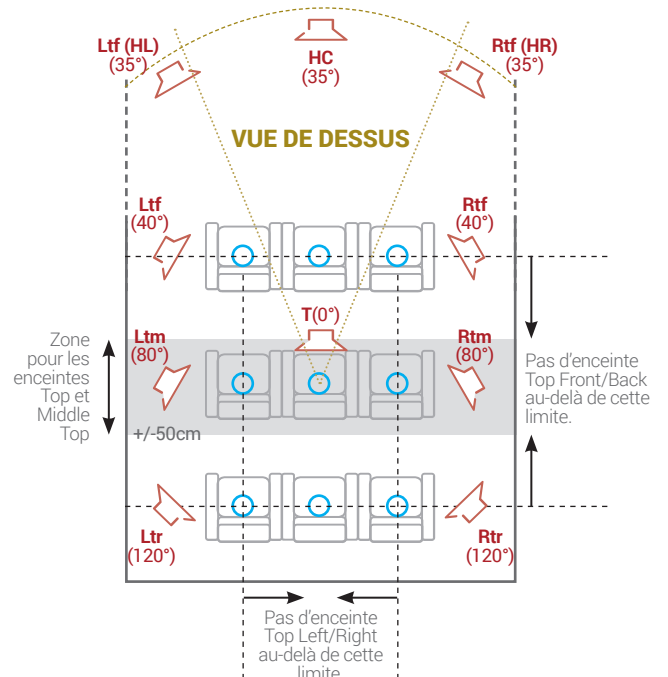 Ltf (HL)
(35°)
HC
(35°)
Rtf (HR)
(35°)
VUE DE DESSUS
Ltf
(40°)
Rtf
(40°)
T(0°)
Zone
pour les
enceintes
Top et
Middle
Top
Ltm
(80°)
Rtm
(80°)
+/-50cm
Pas d'enceinte
Top Front/Back
au-delà de cette
limite.
Ltr
(120°)
Rtr
(120°)
Pas d'enceinte
Top Left/Right
au-delà de cette
limite